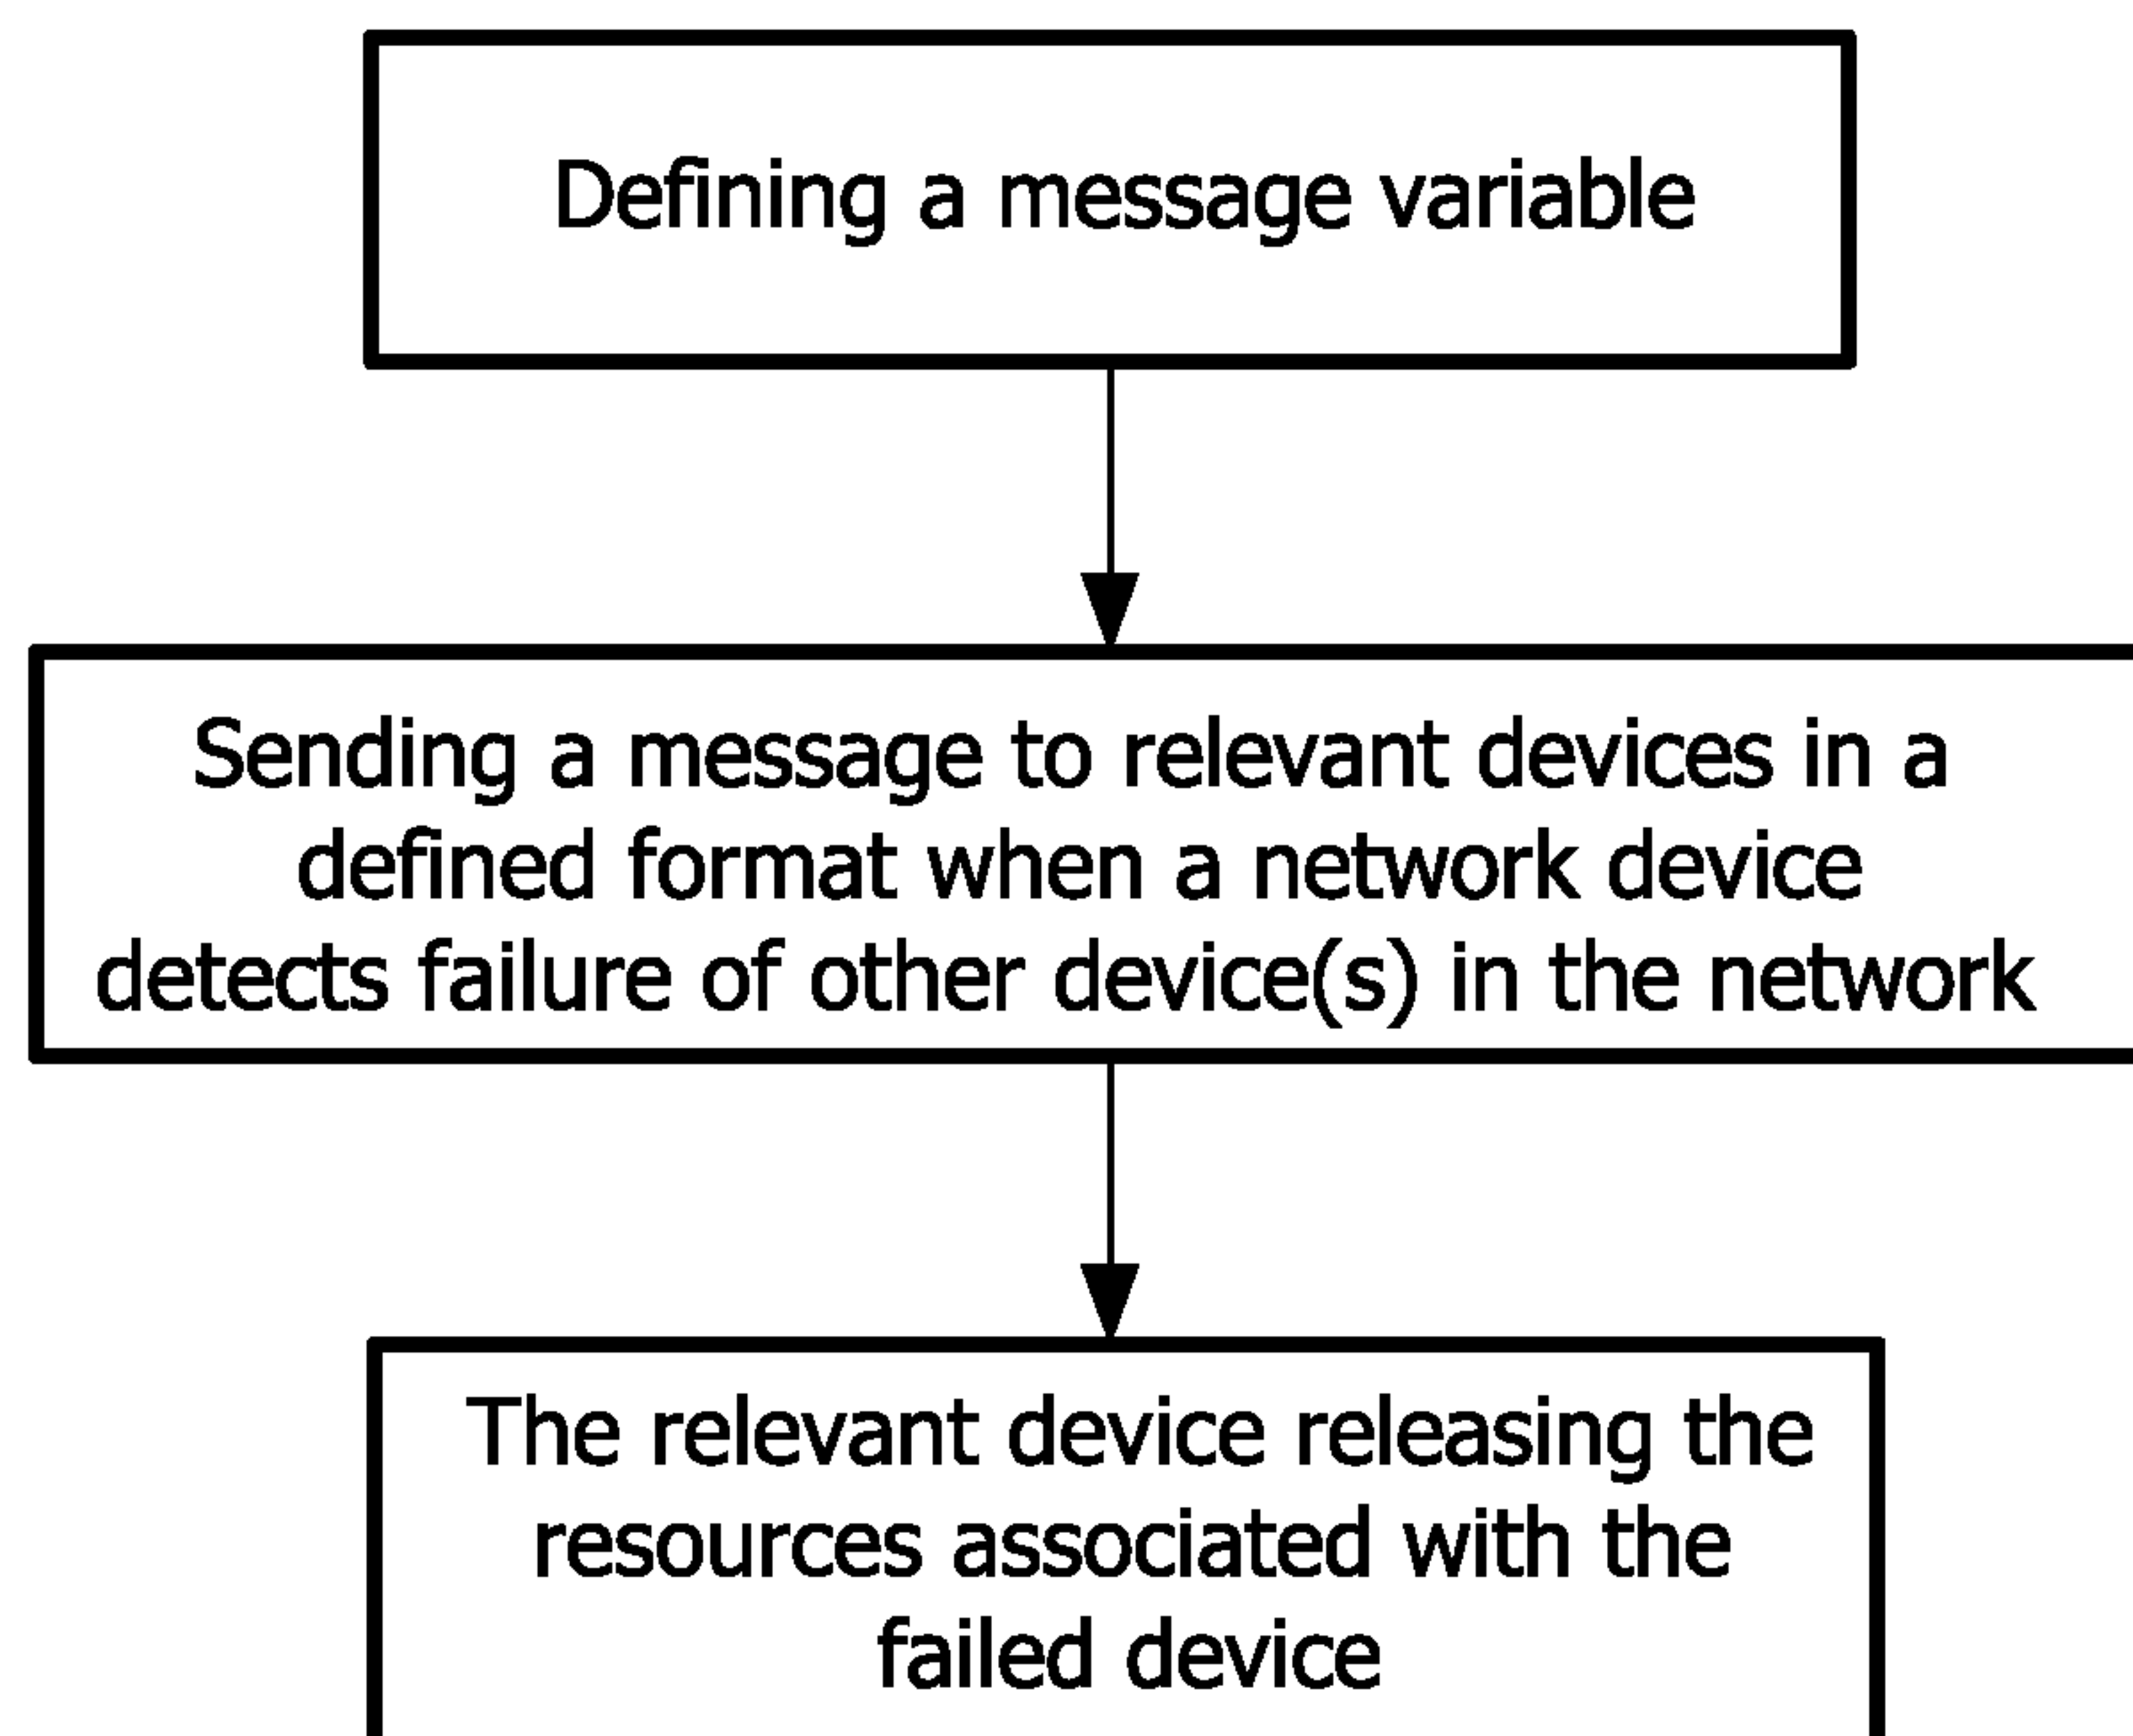 Defining a message variable
Sending a message to relevant devices in a
defined format when a network device
detects failure of other device(s) in the network
The relevant device releasing the
resources associated with the
failed device